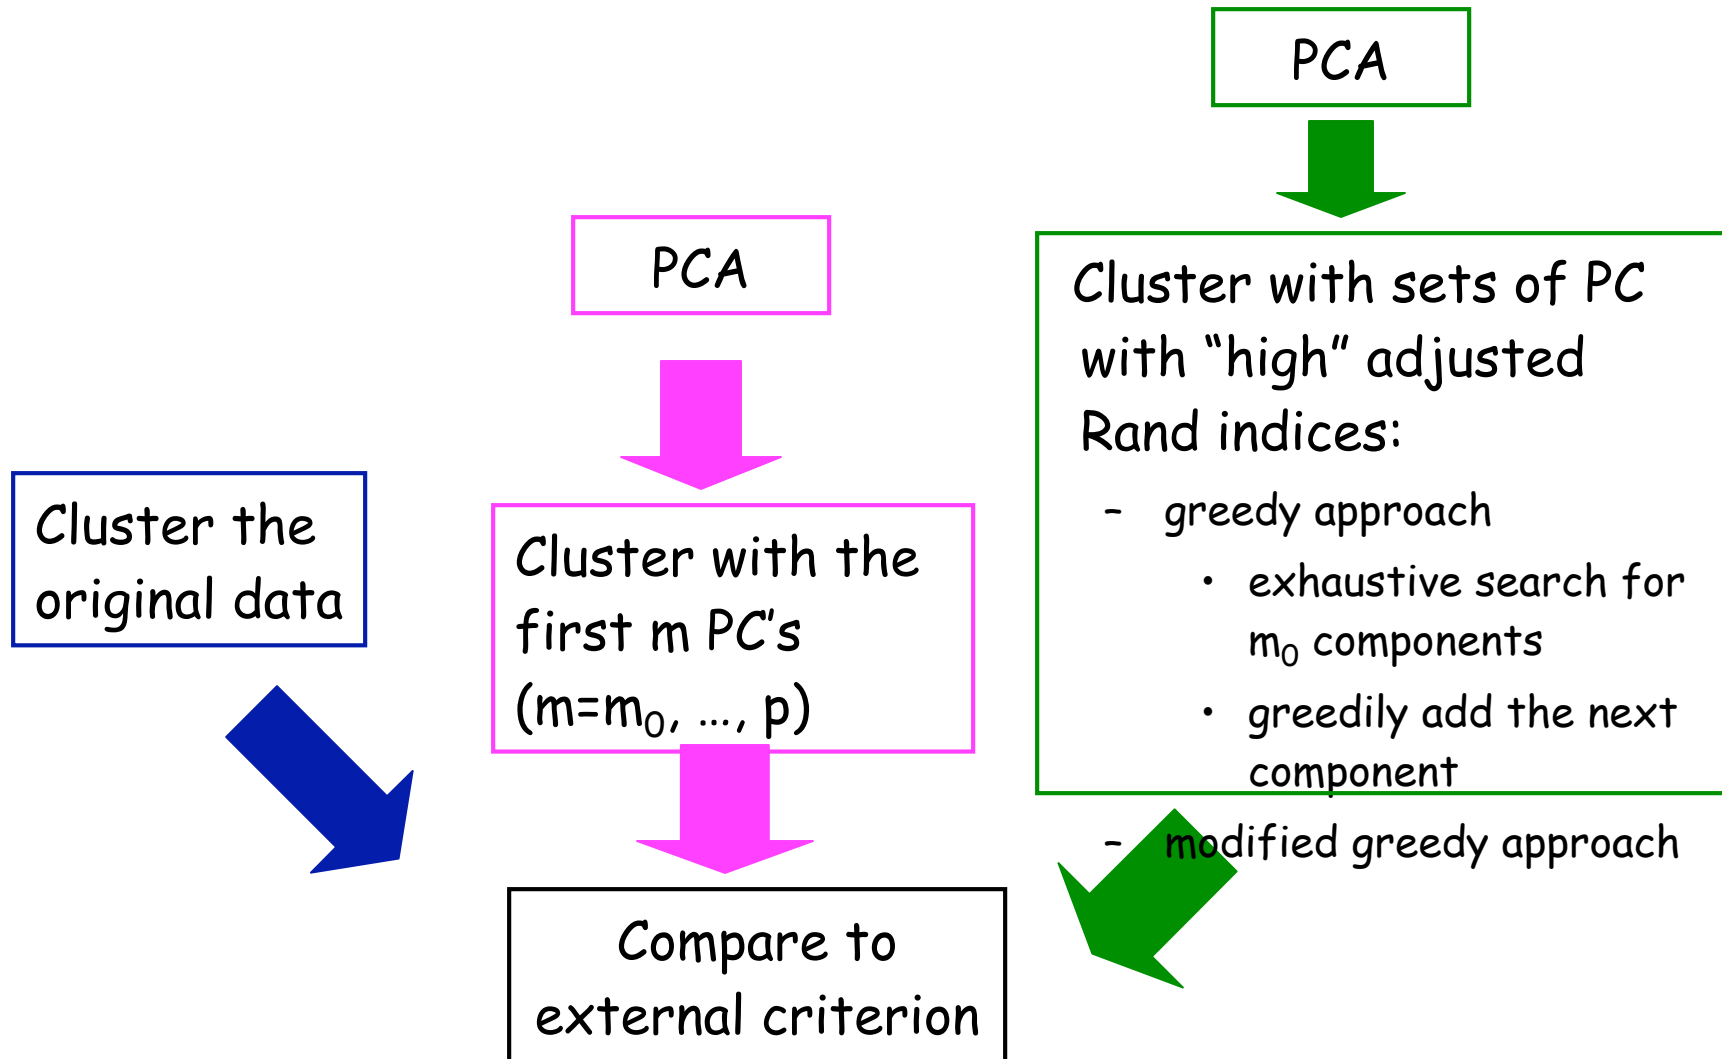 PCA
Cluster with sets of PC
with “high” adjusted
Rand indices:
– greedy approach
• exhaustive search for
m₀ components
• greedily add the next
component
– modified greedy approach
PCA
Cluster with the
first m PC’s
(m=m₀, …, p)
Cluster the
original data
Compare to
external criterion